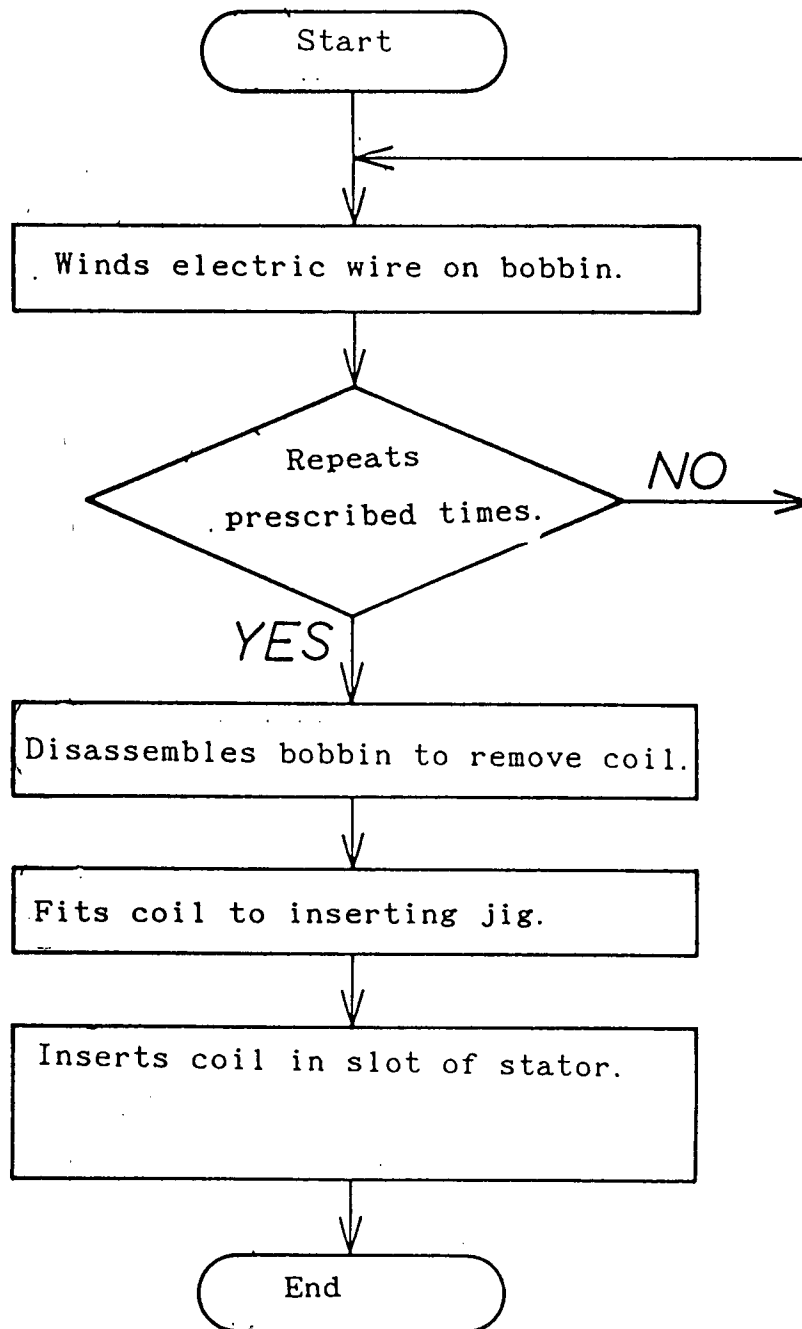 Start
Winds electric wire on bobbin.
Repeats
prescribed times.
NO
YES
Disassembles bobbin to remove coil.
Fits coil to inserting jig.
Inserts coil in slot of stator.
End